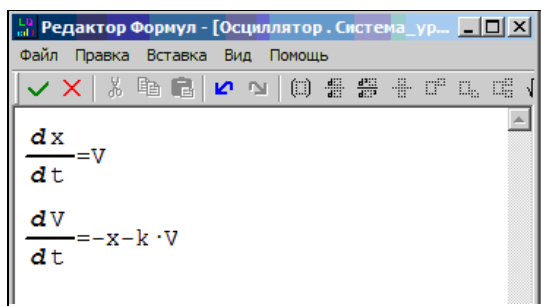 Редактор Формул - [Осциллятор.Система_ур...
Файл Правка Вставка Вид Помощь
dx/dt=V
dV/dt=-x-k·V